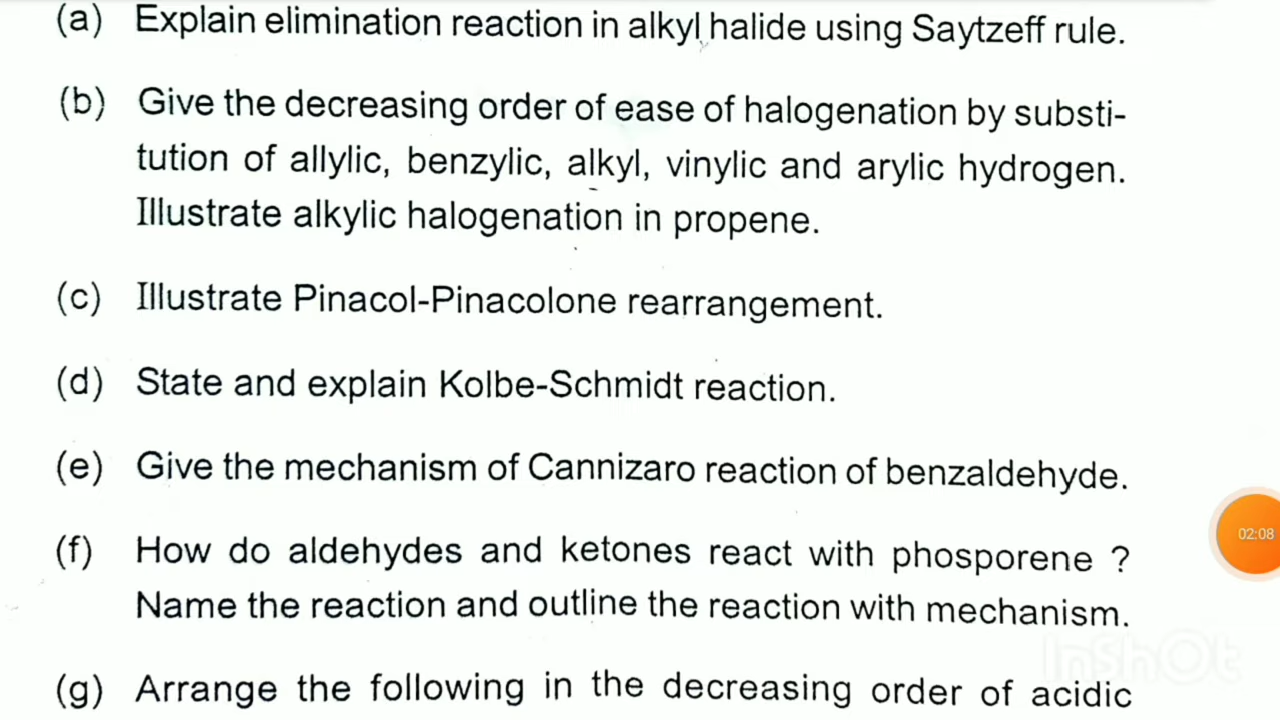 (a) Explain elimination reaction in alkyl halide using Saytzeff rule.
(b) Give the decreasing order of ease of halogenation by substi-
tution of allylic, benzylic, alkyl, vinylic and arylic hydrogen.
Illustrate alkylic halogenation in propene.
(c) Illustrate Pinacol-Pinacolone rearrangement.
(d) State and explain Kolbe-Schmidt reaction.
(e) Give the mechanism of Cannizaro reaction of benzaldehyde.
02:08
(f) How do aldehydes and ketones react with phosporene ?
Name the reaction and outline the reaction with mechanism.
InShOt
(g) Arrange the following in the decreasing order of acidic